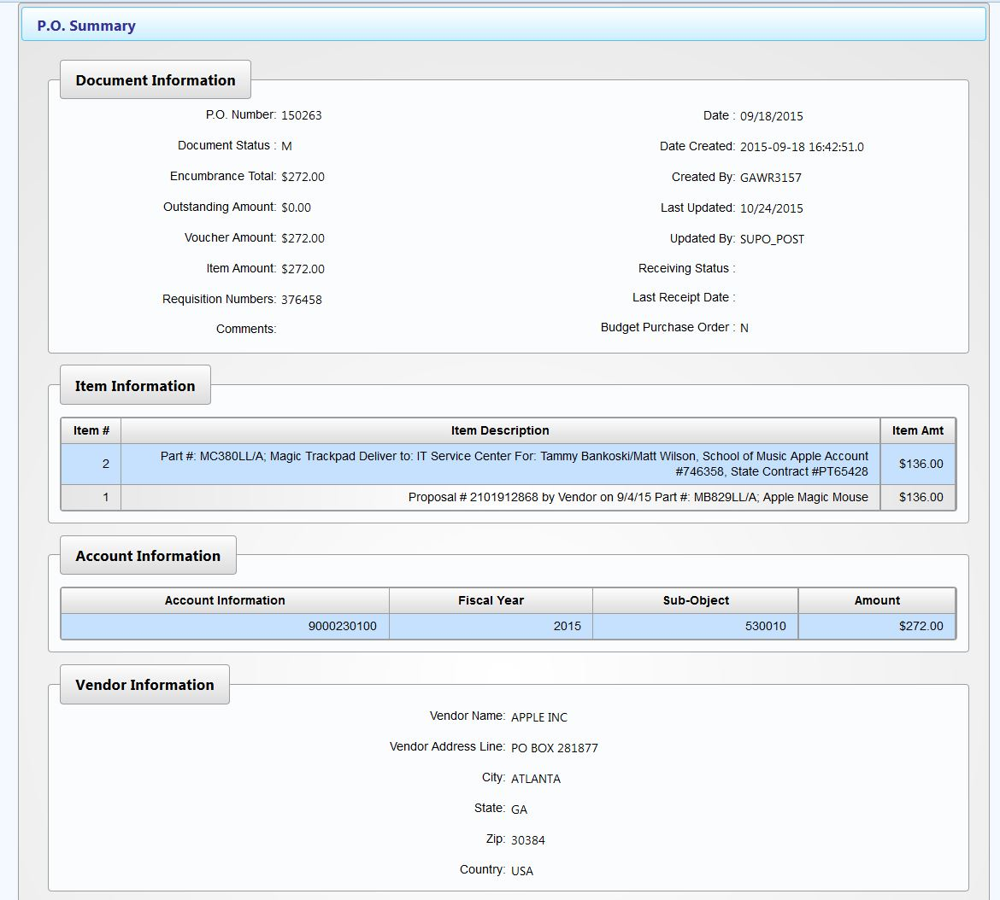 P.O. Summary
Document Information
P.O. Number: 150263
Date : 09/18/2015
Document Status : M
Date Created: 2015-09-18 16:42:51.0
Encumbrance Total: $272.00
Created By: GAWR3157
Outstanding Amount: $0.00
Last Updated: 10/24/2015
Voucher Amount: $272.00
Updated By: SUPO_POST
Item Amount: $272.00
Receiving Status :
Requisition Numbers: 376458
Last Receipt Date :
Comments:
Budget Purchase Order : N
Item Information
Item # Item Description Item Amt
2 Part #: MC380LL/A; Magic Trackpad Deliver to: IT Service Center For: Tammy Bankoski/Matt Wilson, School of Music Apple Account
#746358, State Contract #PT65428 $136.00
1 Proposal # 2101912868 by Vendor on 9/4/15 Part #: MB829LL/A; Apple Magic Mouse $136.00
Account Information
Account Information Fiscal Year Sub-Object Amount
9000230100 2015 530010 $272.00
Vendor Information
Vendor Name: APPLE INC
Vendor Address Line: PO BOX 281877
City: ATLANTA
State: GA
Zip: 30384
Country: USA